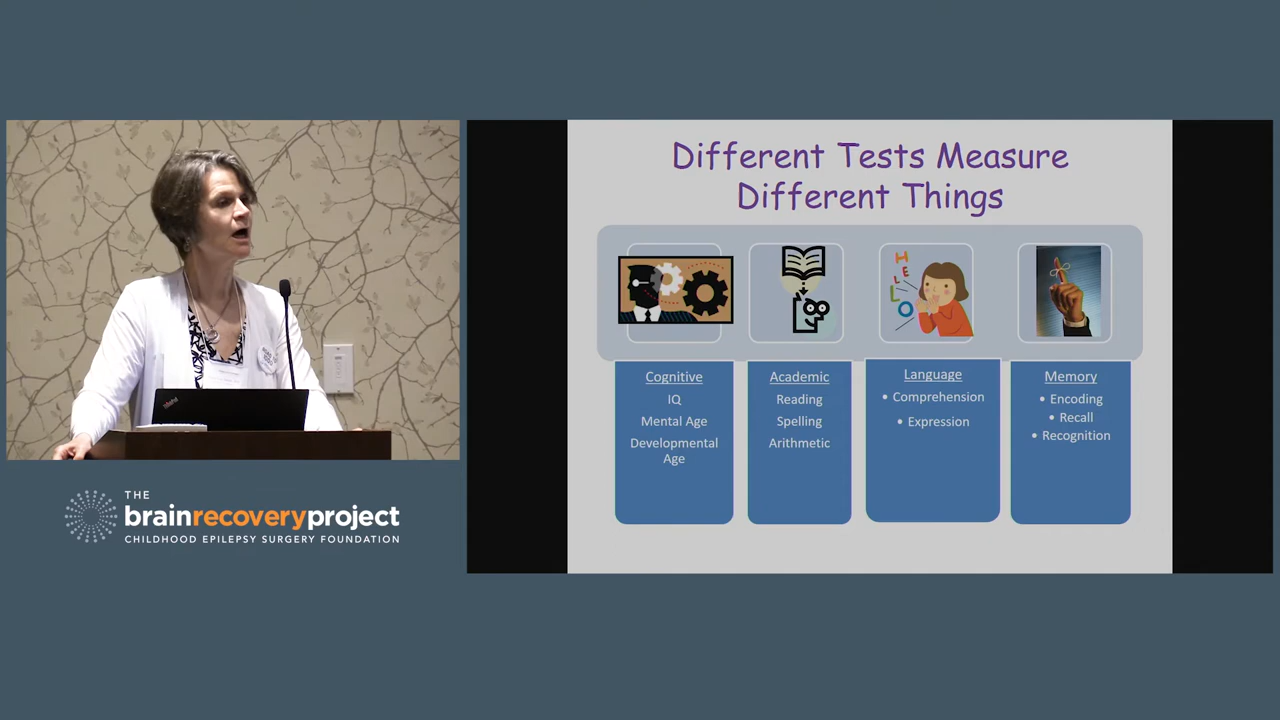 Different Tests Measure
Different Things
HELLO
Cognitive
IQ
Mental Age
Developmental
Age
Academic
Reading
Spelling
Arithmetic
Language
• Comprehension
• Expression
Memory
• Encoding
• Recall
• Recognition
THE
brainrecoveryproject
CHILDHOOD EPILEPSY SURGERY FOUNDATION